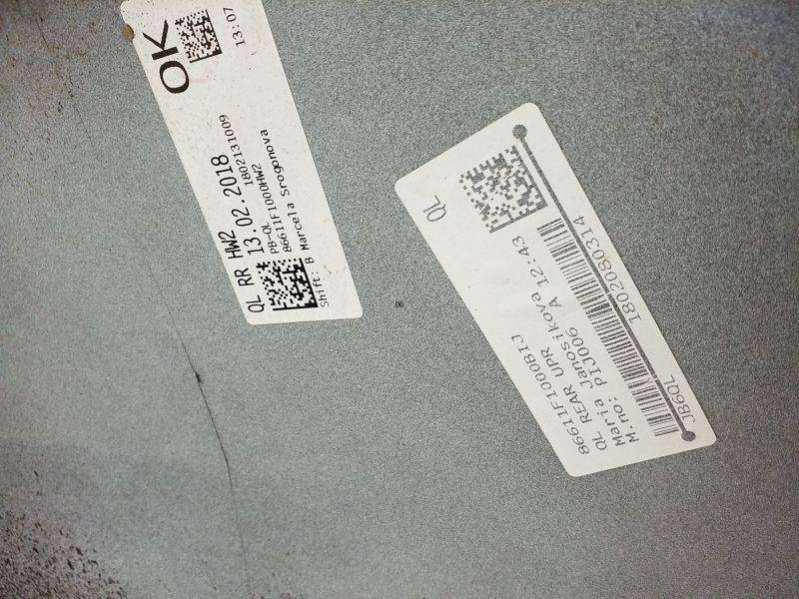 OK
13:07
QL RR HW2
13.02.2018
1802131009
PB-QL
86611F1000HW2
Shift: B Marcela Srogonova
QL
86611F1000BIJ
QL REAR UPR
Maria Janosikova 12:43
M.no: PIJ006 A
1802080314
JB6QL